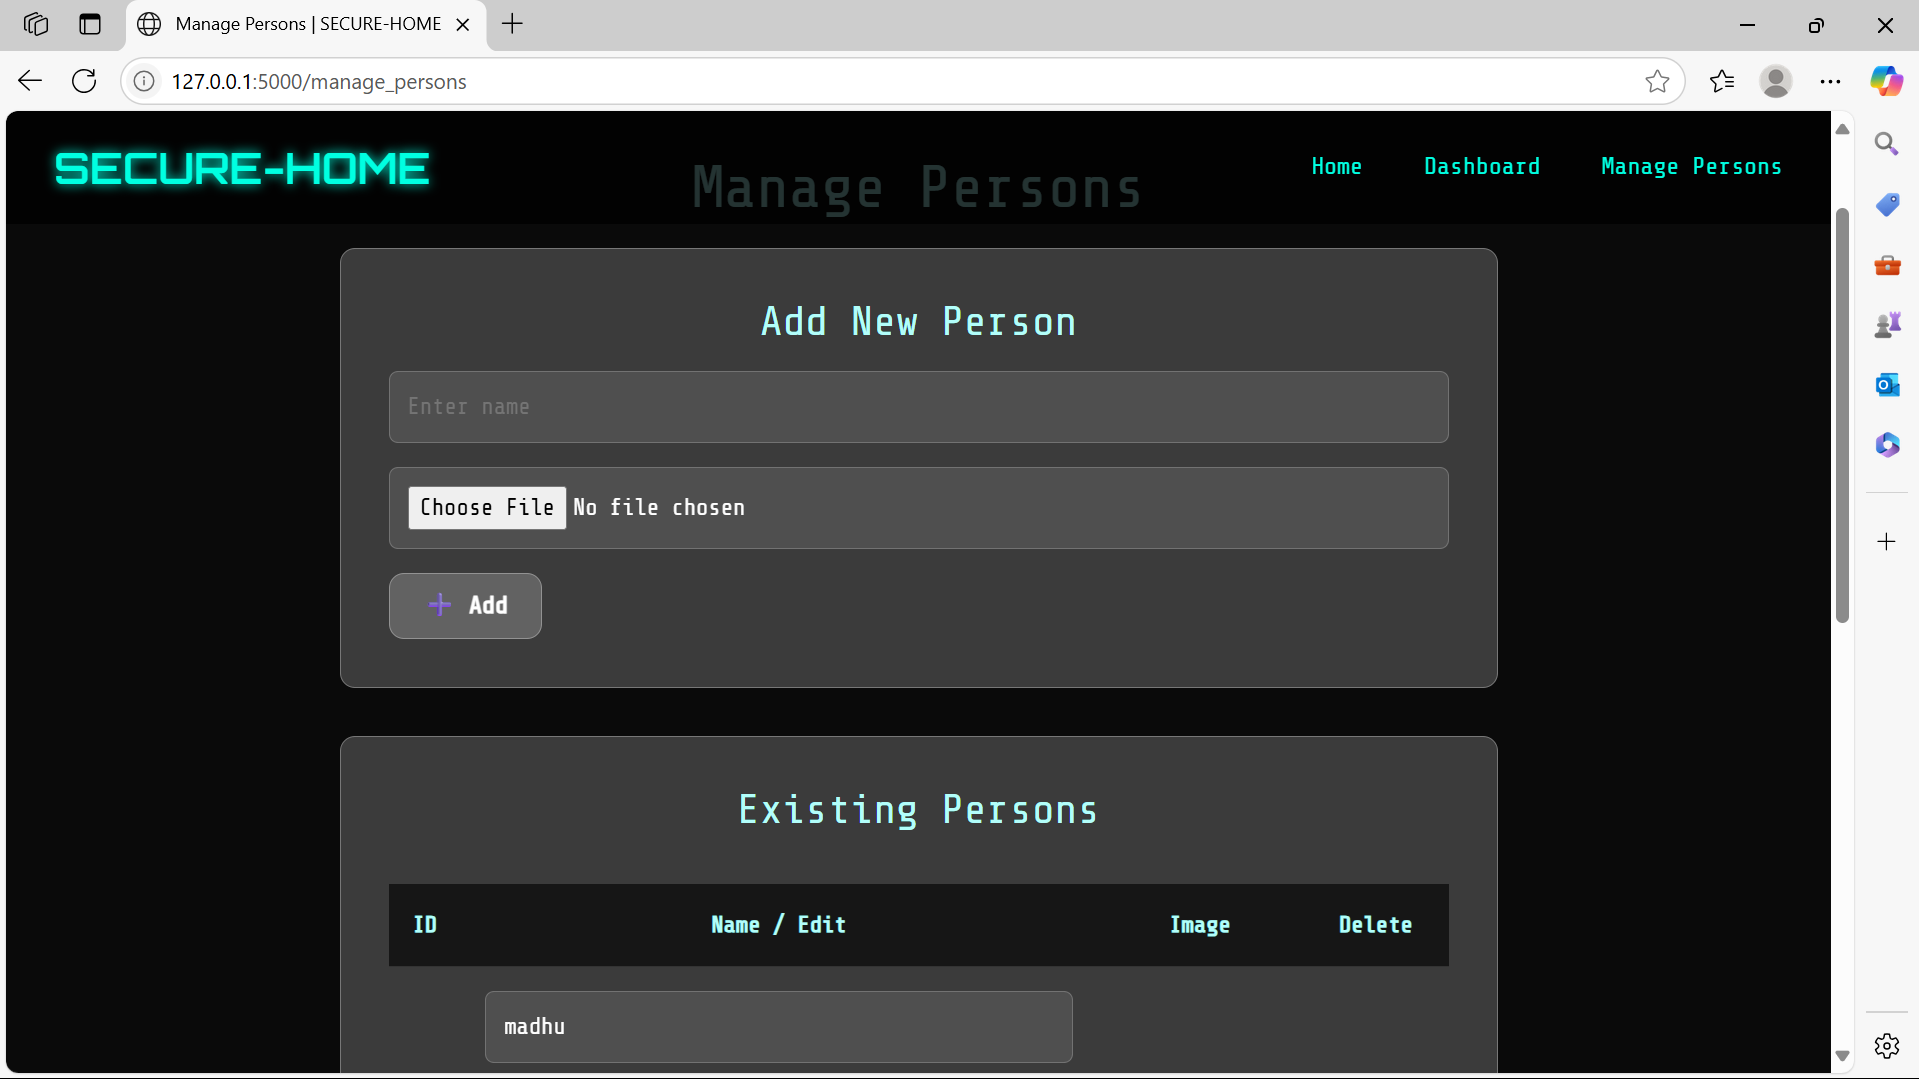 Manage Persons | SECURE-HOME
127.0.0.1:5000/manage_persons
SECURE-HOME
Manage Persons
Home Dashboard Manage Persons
Add New Person
Enter name
Choose File No file chosen
+ Add
Existing Persons
ID Name / Edit Image Delete
madhu